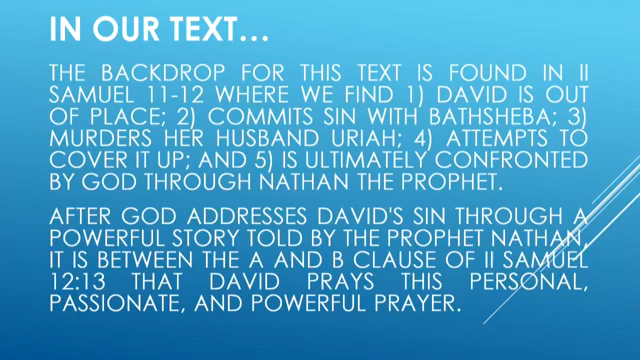 IN OUR TEXT...
THE BACKDROP FOR THIS TEXT IS FOUND IN II
SAMUEL 11-12 WHERE WE FIND 1) DAVID IS OUT
OF PLACE; 2) COMMITS SIN WITH BATHSHEBA; 3)
MURDERS HER HUSBAND URIAH; 4) ATTEMPTS TO
COVER IT UP; AND 5) IS ULTIMATELY CONFRONTED
BY GOD THROUGH NATHAN THE PROPHET.
AFTER GOD ADDRESSES DAVID'S SIN THROUGH A
POWERFUL STORY TOLD BY THE PROPHET NATHAN,
IT IS BETWEEN THE A AND B CLAUSE OF II SAMUEL
12:13 THAT DAVID PRAYS THIS PERSONAL,
PASSIONATE, AND POWERFUL PRAYER.